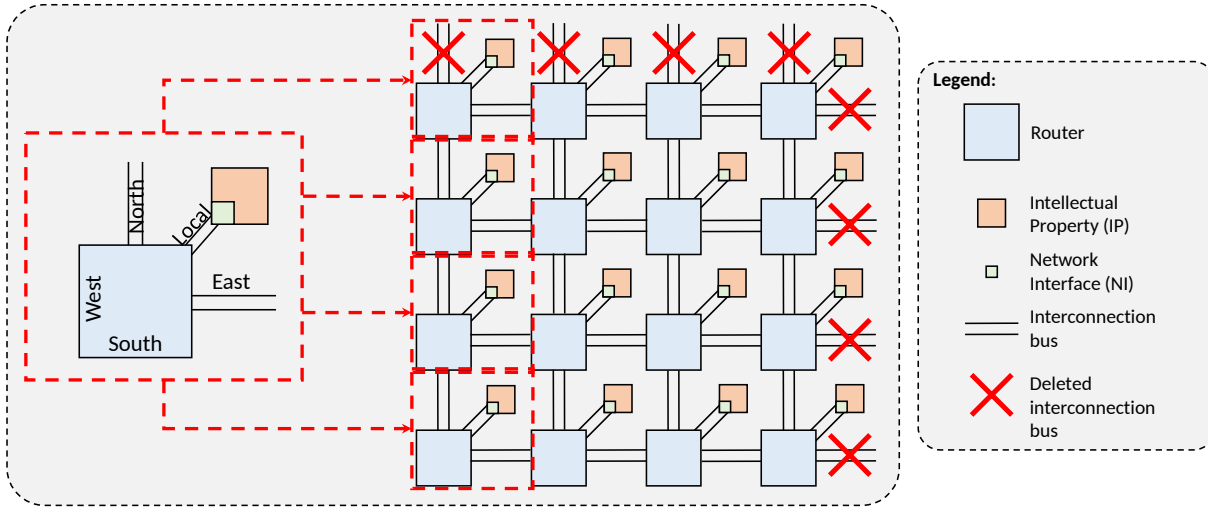 North
Local
West
East
South
Legend:
Router
Intellectual
Property (IP)
Network
Interface (NI)
Interconnection
bus
Deleted
interconnection
bus